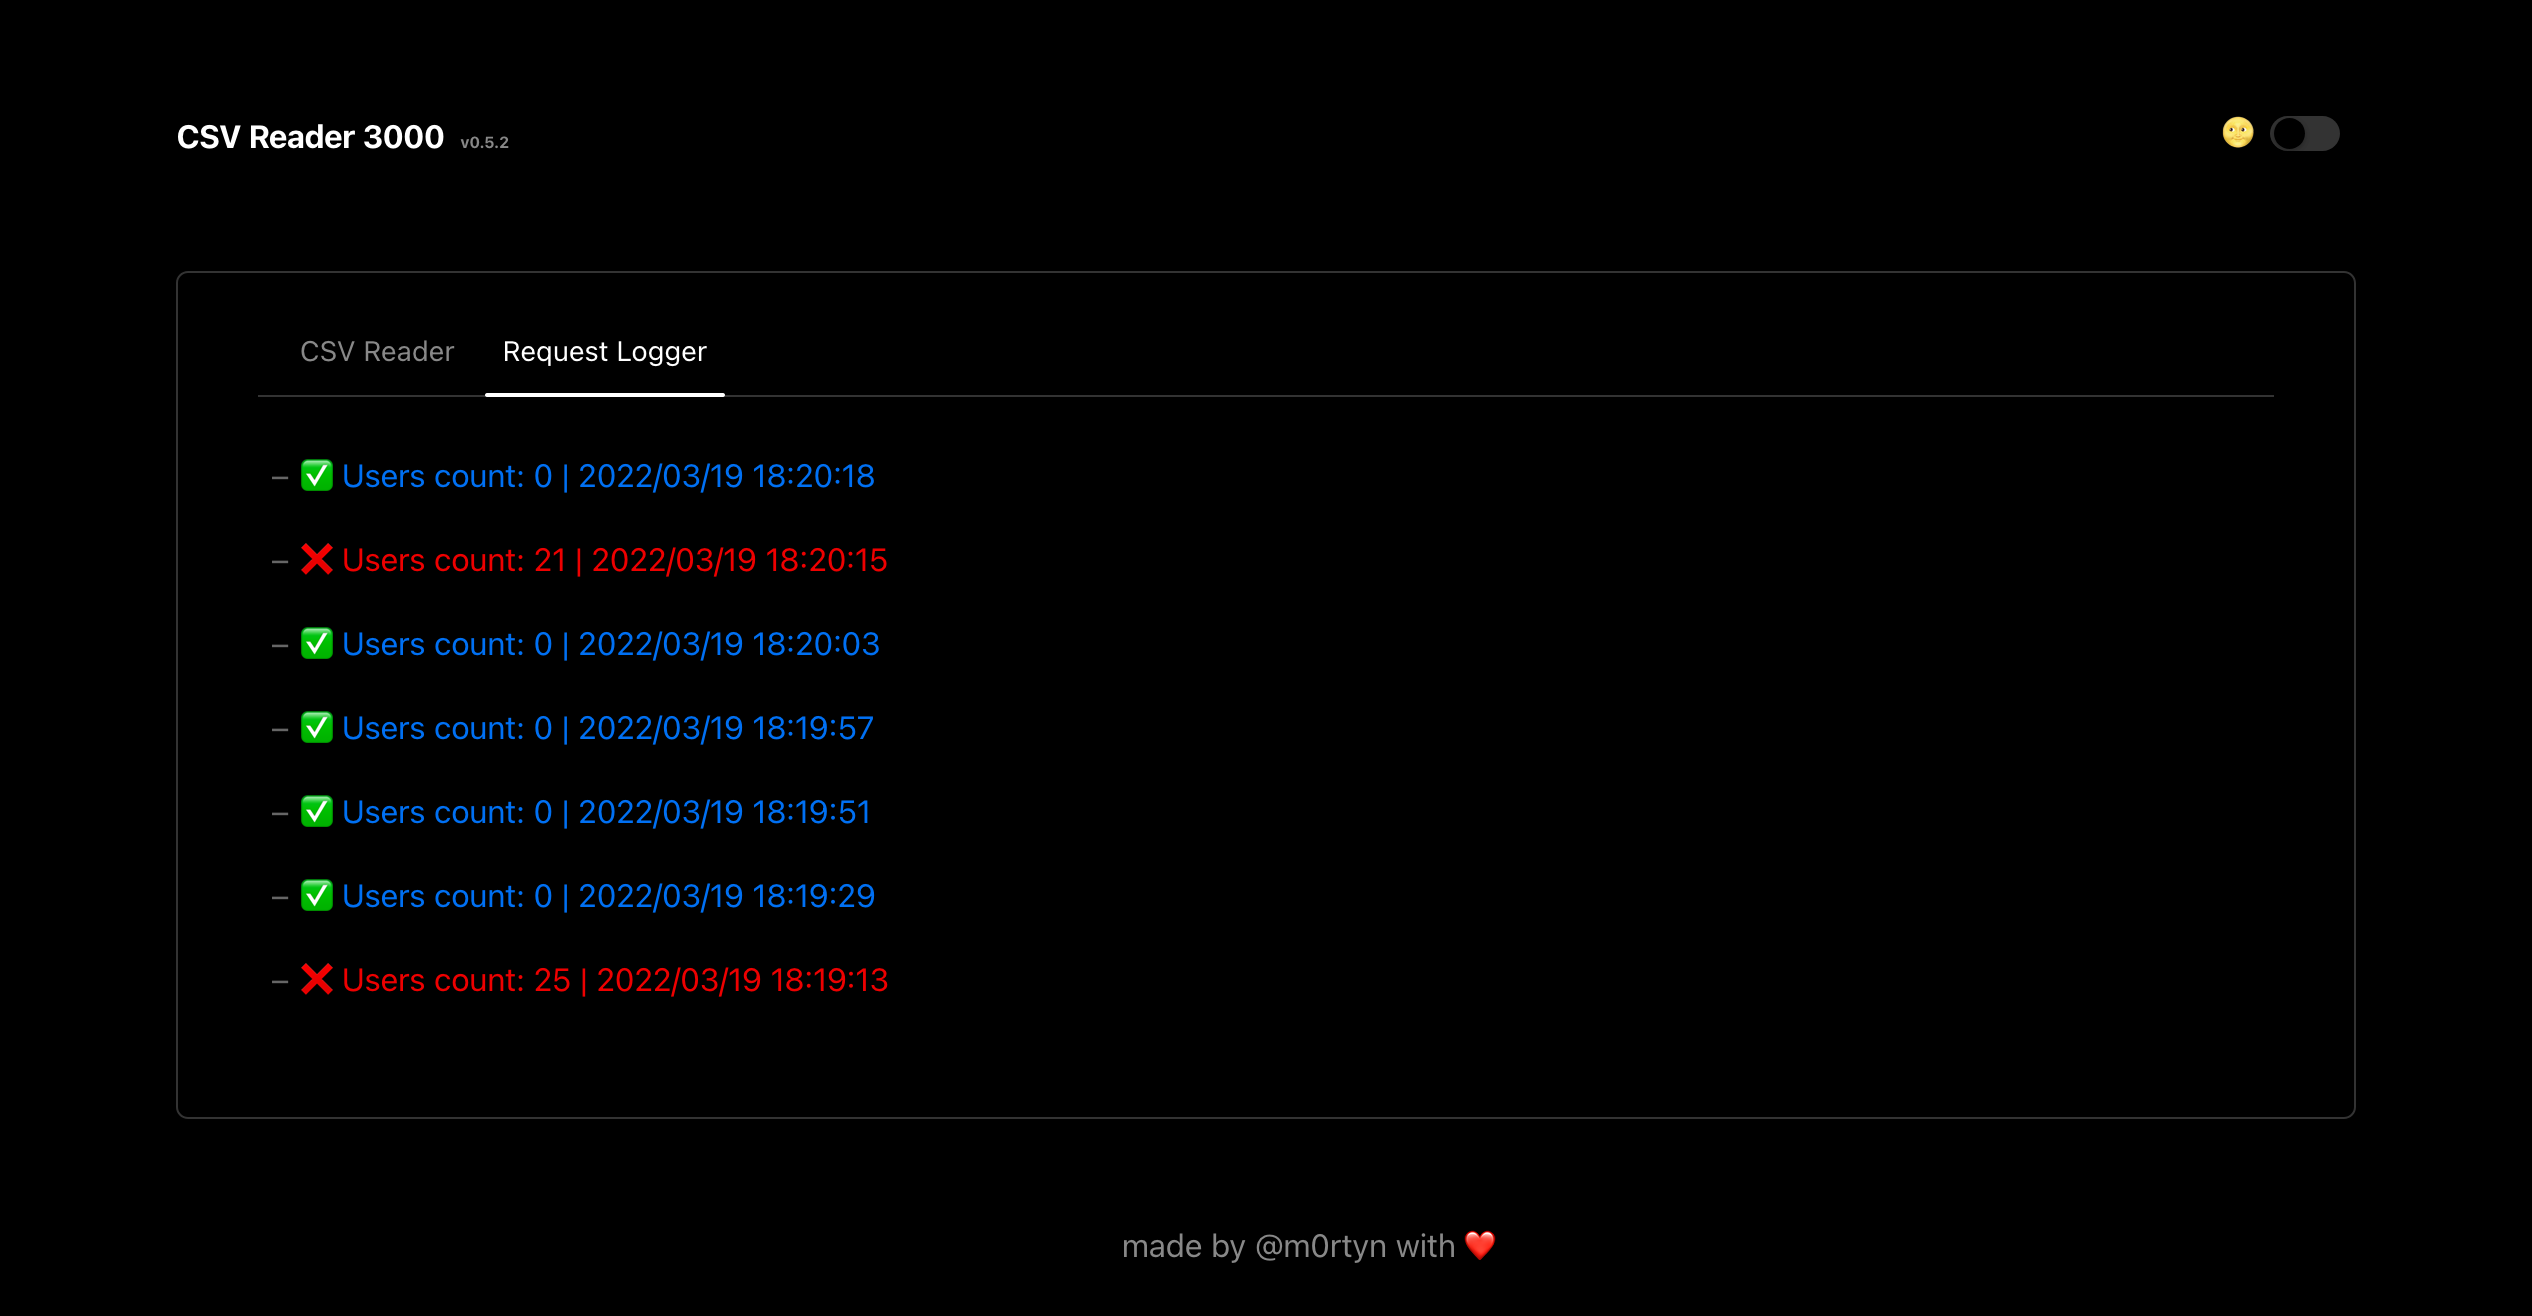 CSV Reader 3000 v0.5.2
🌝
CSV Reader Request Logger
– ✅ Users count: 0 | 2022/03/19 18:20:18
– ❌ Users count: 21 | 2022/03/19 18:20:15
– ✅ Users count: 0 | 2022/03/19 18:20:03
– ✅ Users count: 0 | 2022/03/19 18:19:57
– ✅ Users count: 0 | 2022/03/19 18:19:51
– ✅ Users count: 0 | 2022/03/19 18:19:29
– ❌ Users count: 25 | 2022/03/19 18:19:13
made by @m0rtyn with ❤️